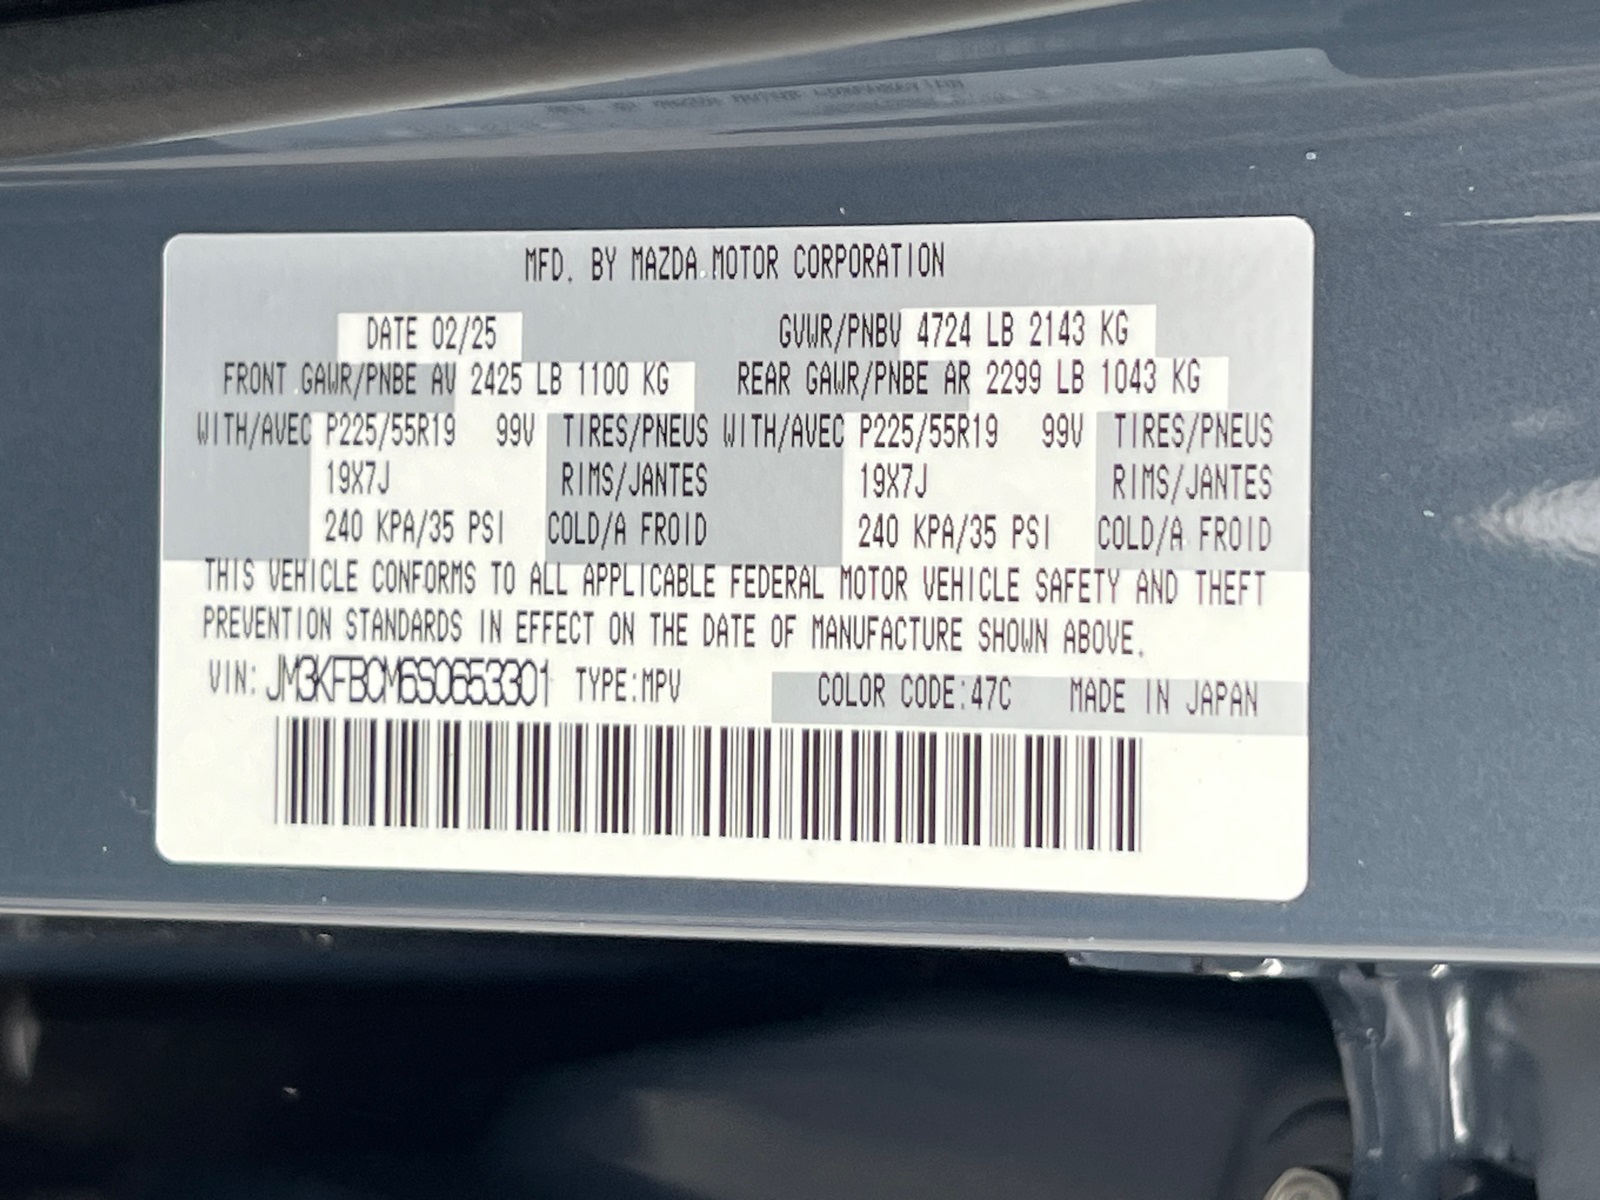 MFD. BY MAZDA MOTOR CORPORATION
DATE 02/25 GVWR/PNBV 4724 LB 2143 KG
FRONT GAWR/PNBE AV 2425 LB 1100 KG REAR GAWR/PNBE AR 2299 LB 1043 KG
WITH/AVEC P225/55R19 99V TIRES/PNEUS WITH/AVEC P225/55R19 99V TIRES/PNEUS
19X7J RIMS/JANTES 19X7J RIMS/JANTES
240 KPA/35 PSI COLD/A FROID 240 KPA/35 PSI COLD/A FROID
THIS VEHICLE CONFORMS TO ALL APPLICABLE FEDERAL MOTOR VEHICLE SAFETY AND THEFT
PREVENTION STANDARDS IN EFFECT ON THE DATE OF MANUFACTURE SHOWN ABOVE.
VIN: JM3KFBCM6S0653301 TYPE:MPV COLOR CODE:47C MADE IN JAPAN